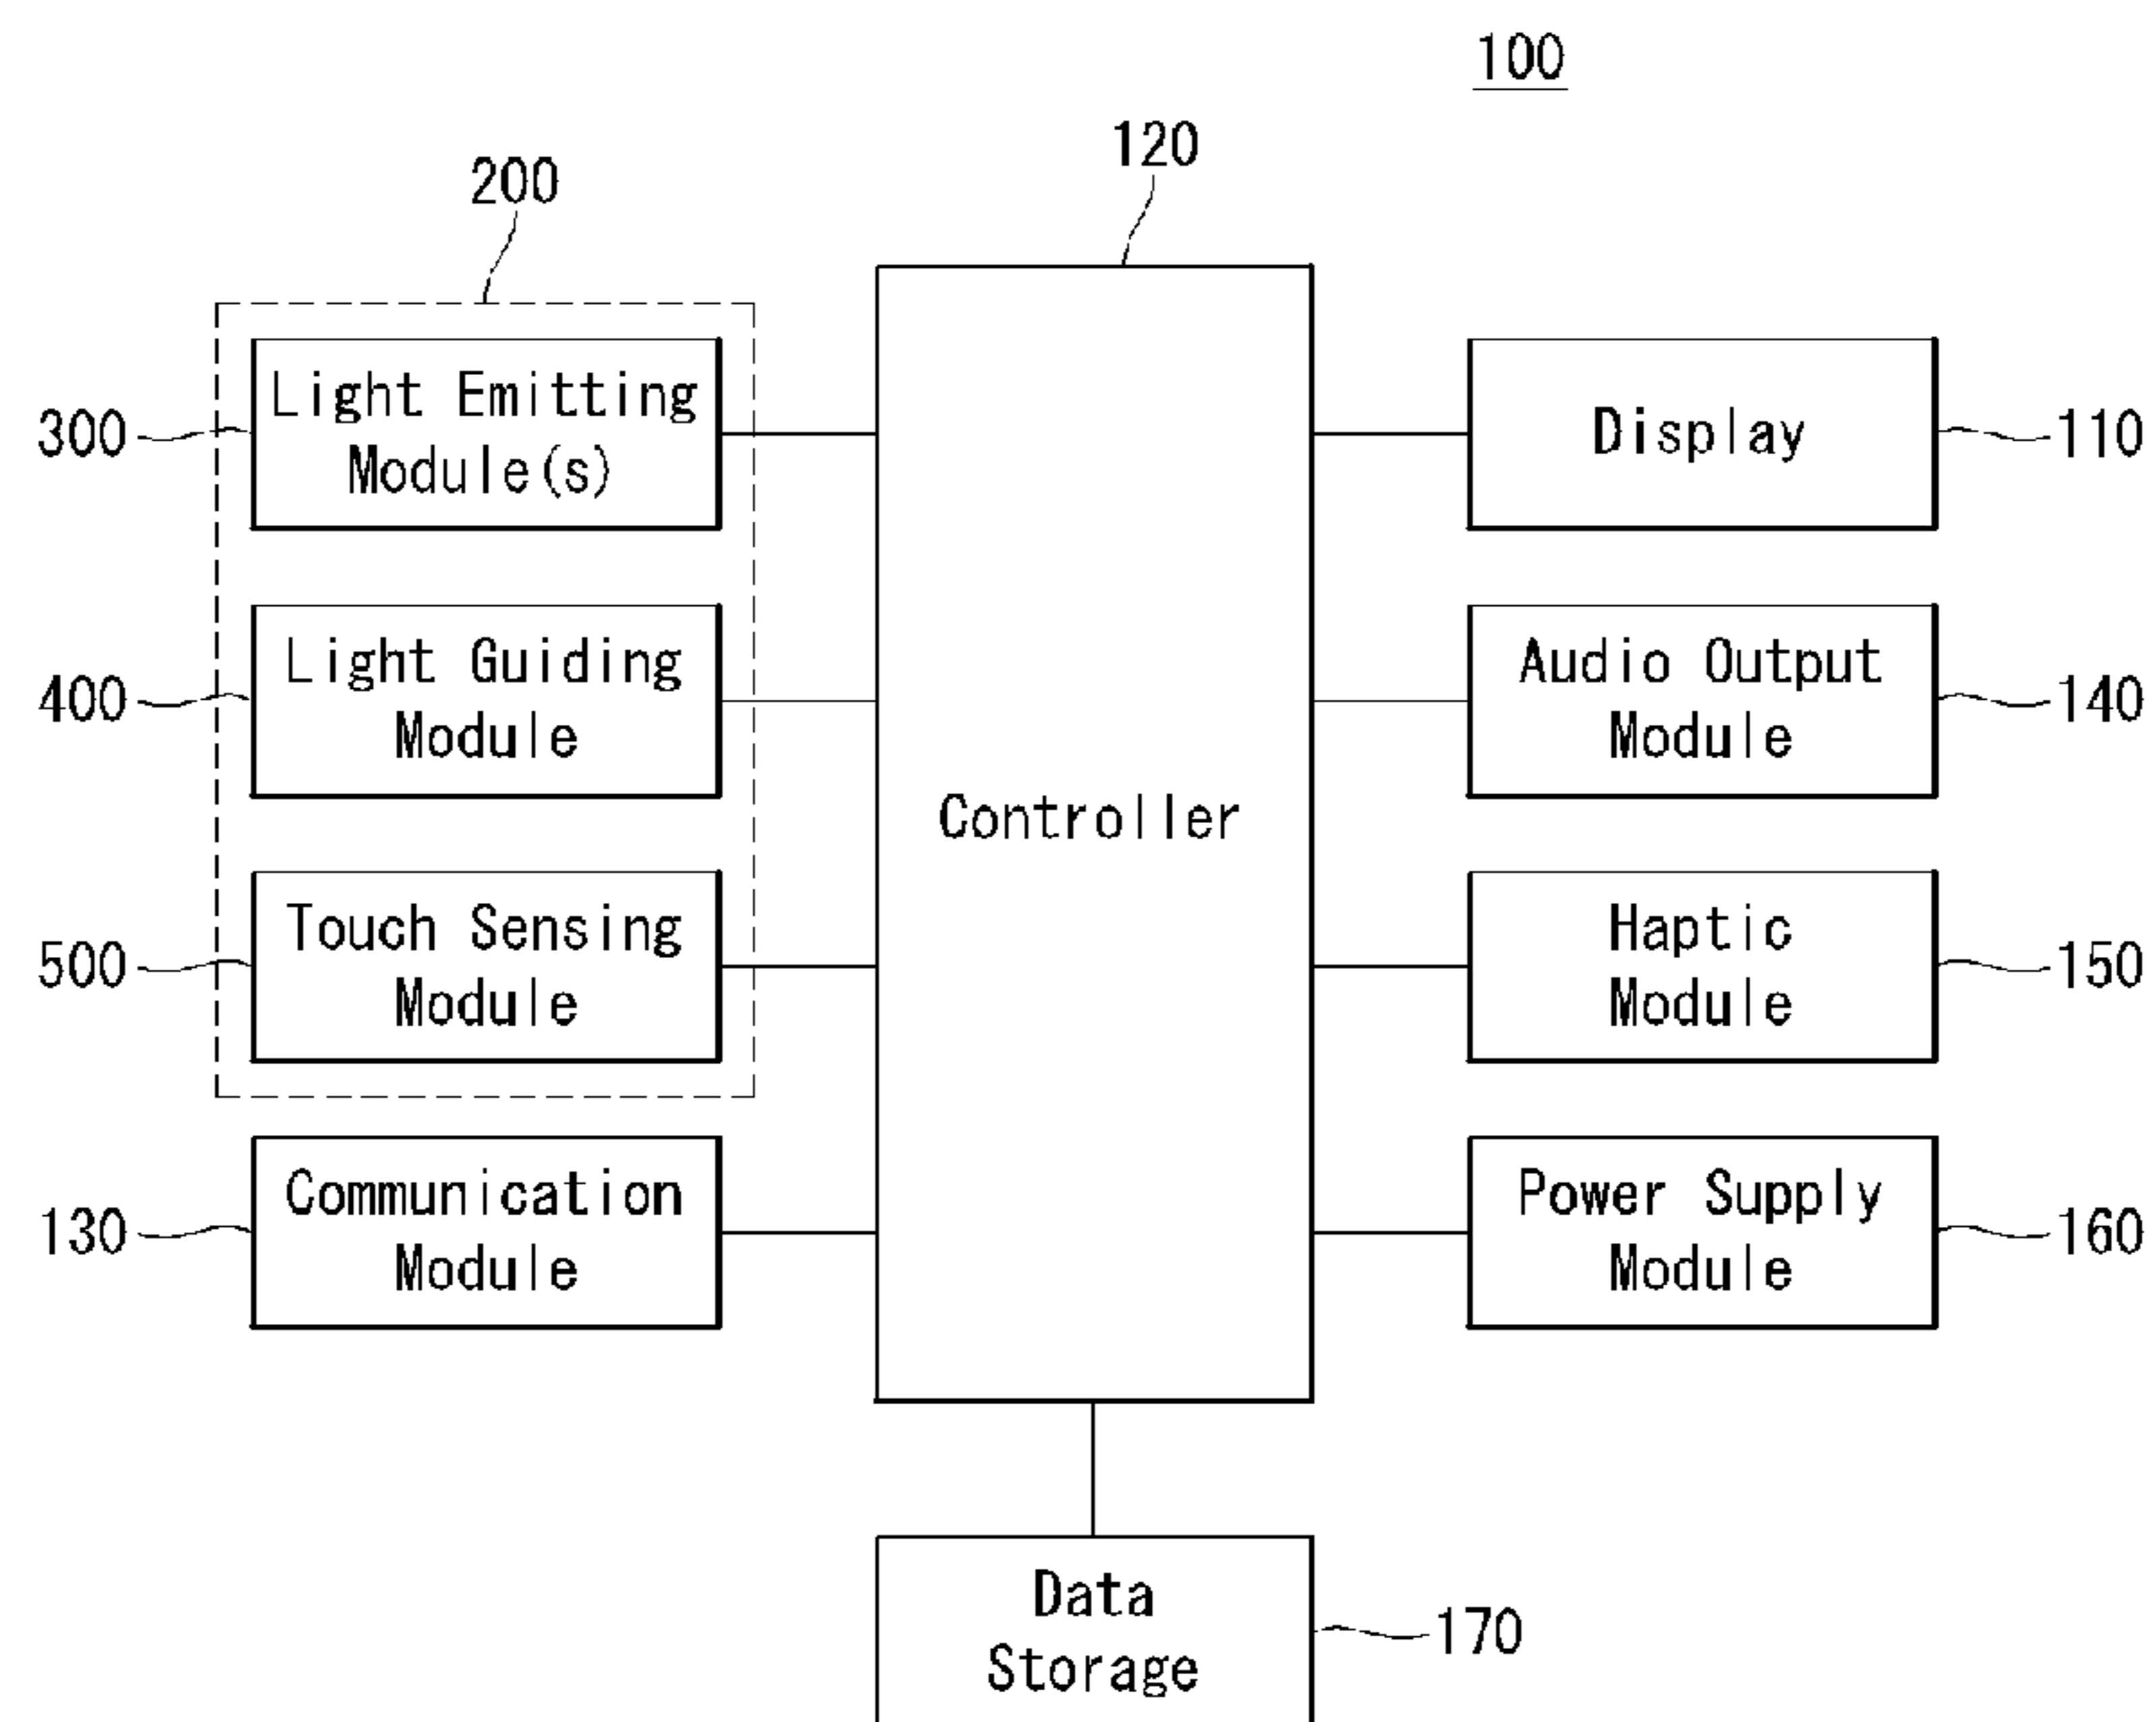 100
120
200
300
Light Emitting
Module(s)
Display
110
400
Light Guiding
Module
Controller
Audio Output
Module
140
500
Touch Sensing
Module
Haptic
Module
150
130
Communication
Module
Power Supply
Module
160
Data
Storage
170